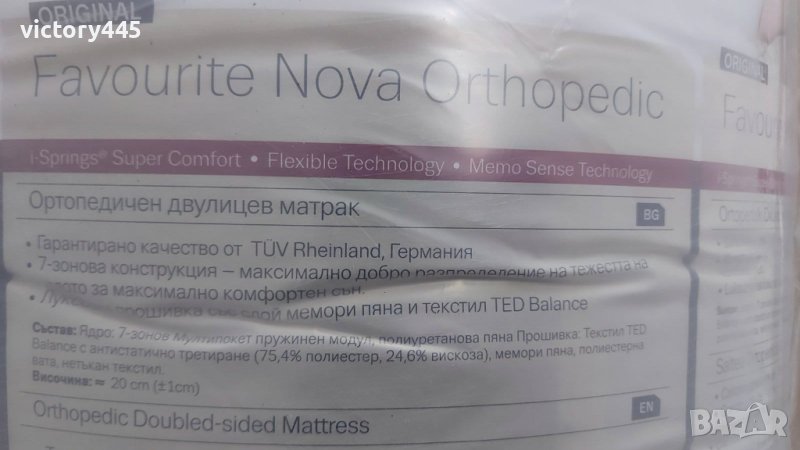 victory445
ORIGINAL
Favourite Nova Orthopedic
i-Springs® Super Comfort • Flexible Technology • Memo Sense Technology
Ортопедичен двулицев матрак BG
• Гарантирано качество от TÜV Rheinland, Германия
• 7-зонова конструкция – максимално добро разпределение на тежестта на
за максимално комфортен сън.
• прошивка мемори пяна и текстил TED Balance
Състав: Ядро: 7-зонов Мултипокет пружинен модул, полиуретанова пяна Прошивка: Текстил TED
Balance с антистатично третиране (75,4% полиестер, 24,6% вискоза), мемори пяна, полиестерна
вата, нетъкан текстил.
Височина: ≈ 20 cm (±1cm)
Orthopedic Doubled-sided Mattress EN
ORIGINAL
Favou
BAZAR